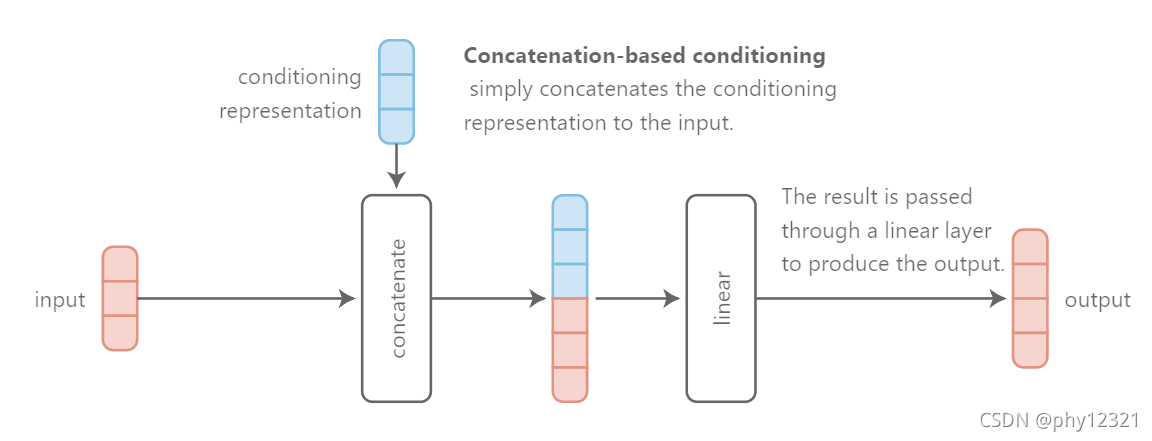 conditioning
representation
Concatenation-based conditioning
simply concatenates the conditioning
representation to the input.
input
concatenate
linear
The result is passed
through a linear layer
to produce the output.
output
CSDN @phy12321